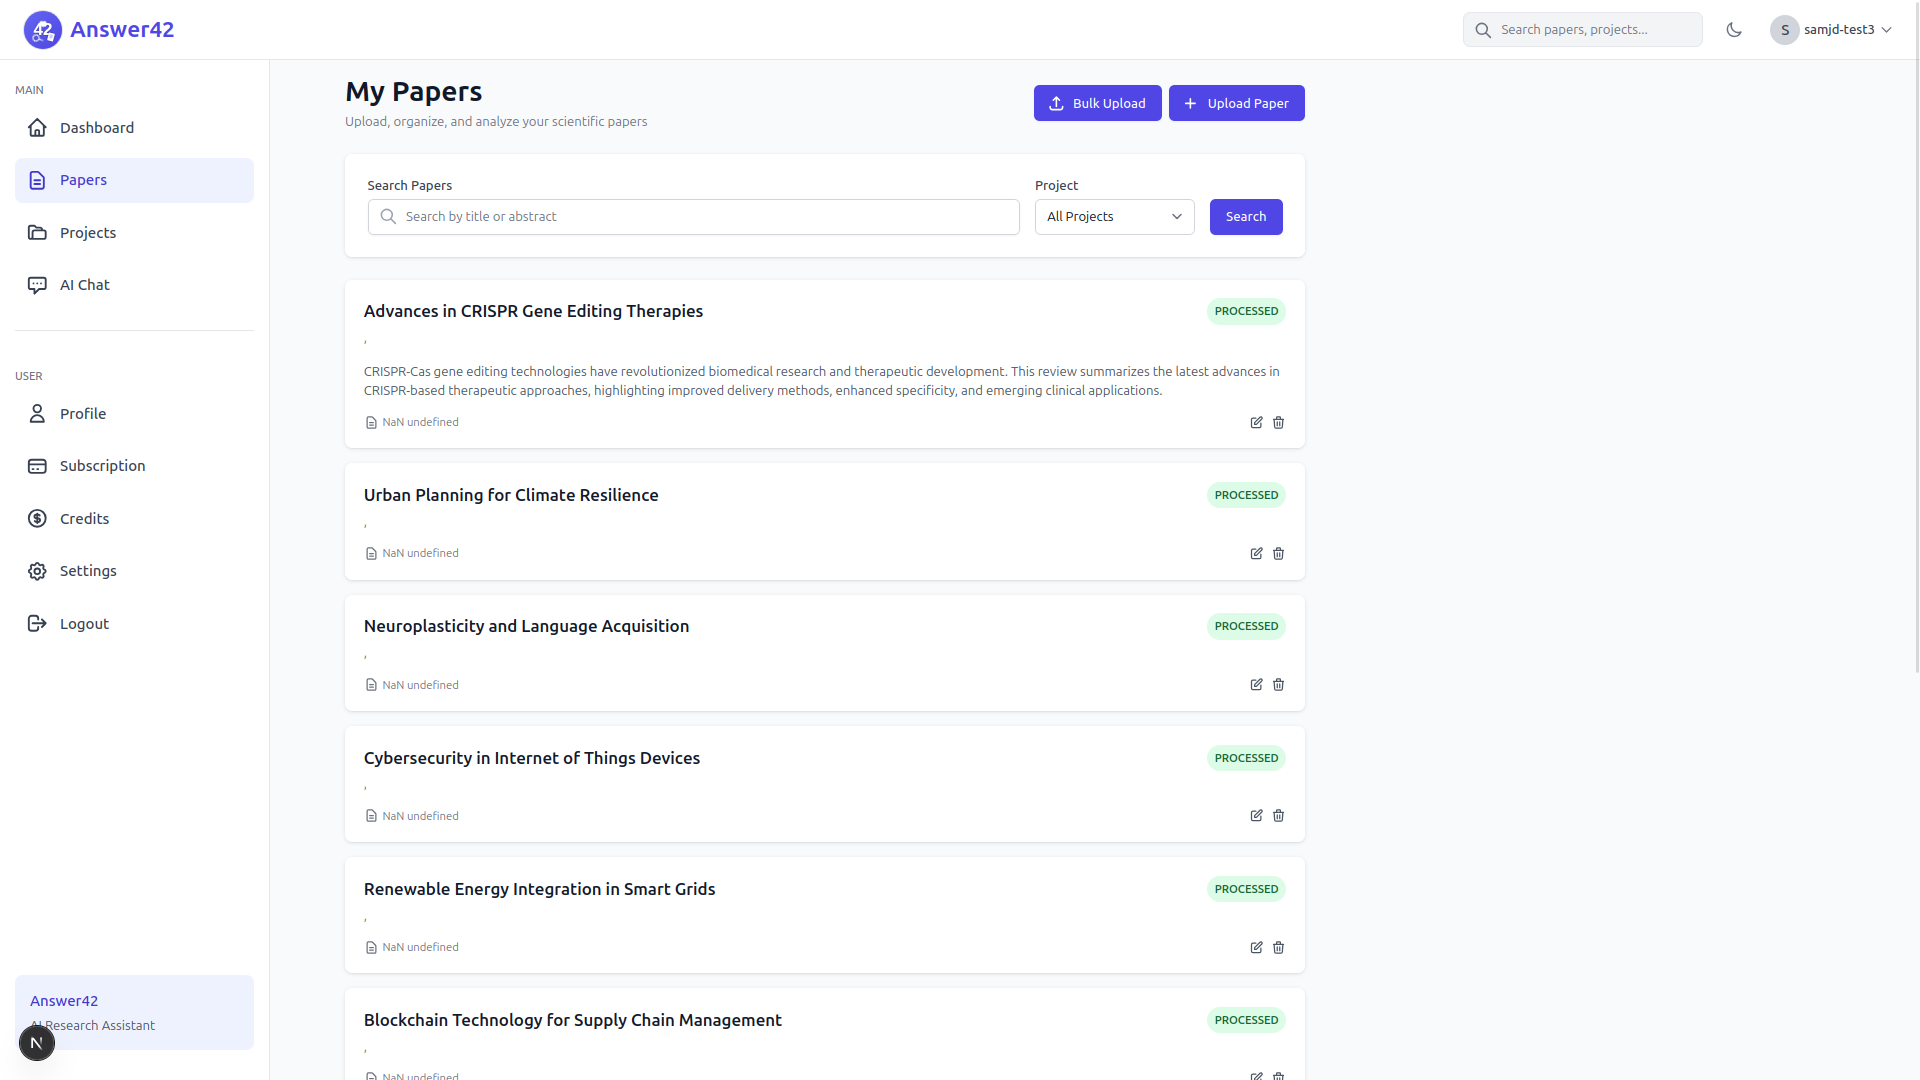 Answer42
Search papers, projects...
S samjd-test3
MAIN
Dashboard
Papers
Projects
AI Chat
USER
Profile
Subscription
Credits
Settings
Logout
Answer42
AI Research Assistant
N
My Papers
Upload, organize, and analyze your scientific papers
Bulk Upload
Upload Paper
Search Papers
Search by title or abstract
Project
All Projects
Search
Advances in CRISPR Gene Editing Therapies
PROCESSED
,
CRISPR-Cas gene editing technologies have revolutionized biomedical research and therapeutic development. This review summarizes the latest advances in
CRISPR-based therapeutic approaches, highlighting improved delivery methods, enhanced specificity, and emerging clinical applications.
NaN undefined
Urban Planning for Climate Resilience
PROCESSED
,
NaN undefined
Neuroplasticity and Language Acquisition
PROCESSED
,
NaN undefined
Cybersecurity in Internet of Things Devices
PROCESSED
,
NaN undefined
Renewable Energy Integration in Smart Grids
PROCESSED
,
NaN undefined
Blockchain Technology for Supply Chain Management
PROCESSED
,
NaN undefined